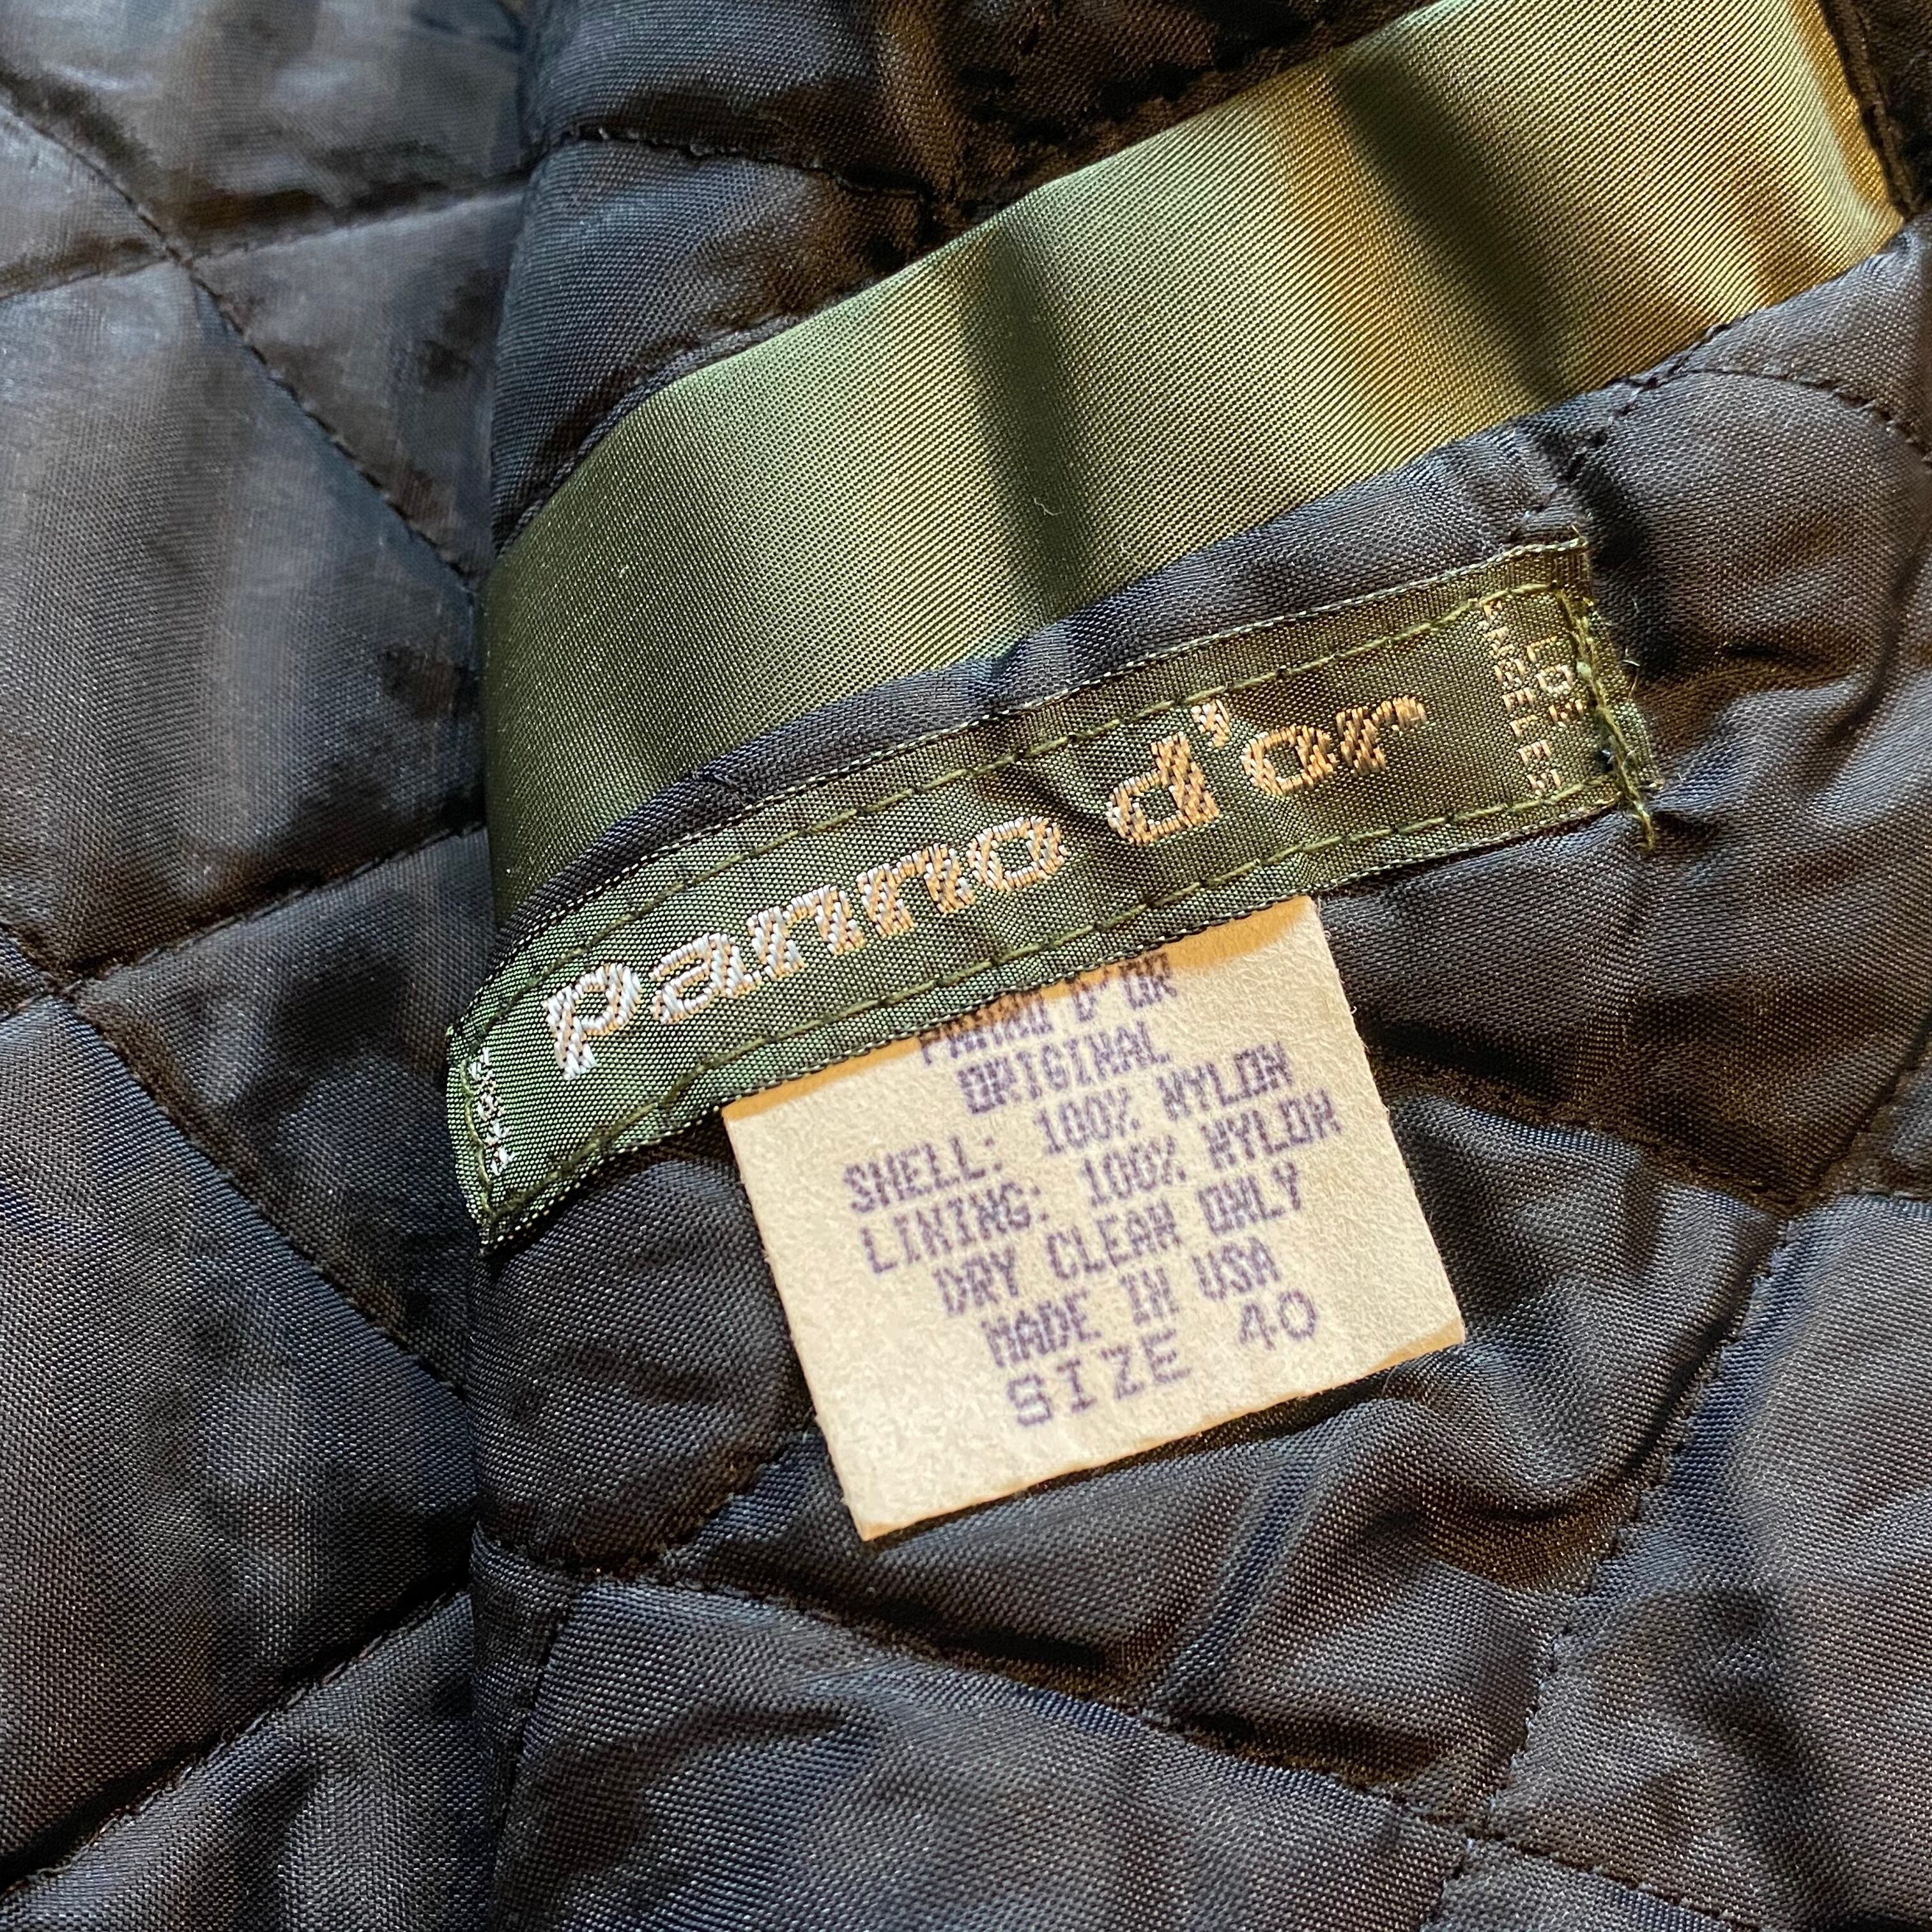 panno d'or
LOS
ANGELES
PANNO D'OR
ORIGINAL
SHELL: 100% NYLON
LINING: 100% NYLON
DRY CLEAN ONLY
MADE IN USA
SIZE 40